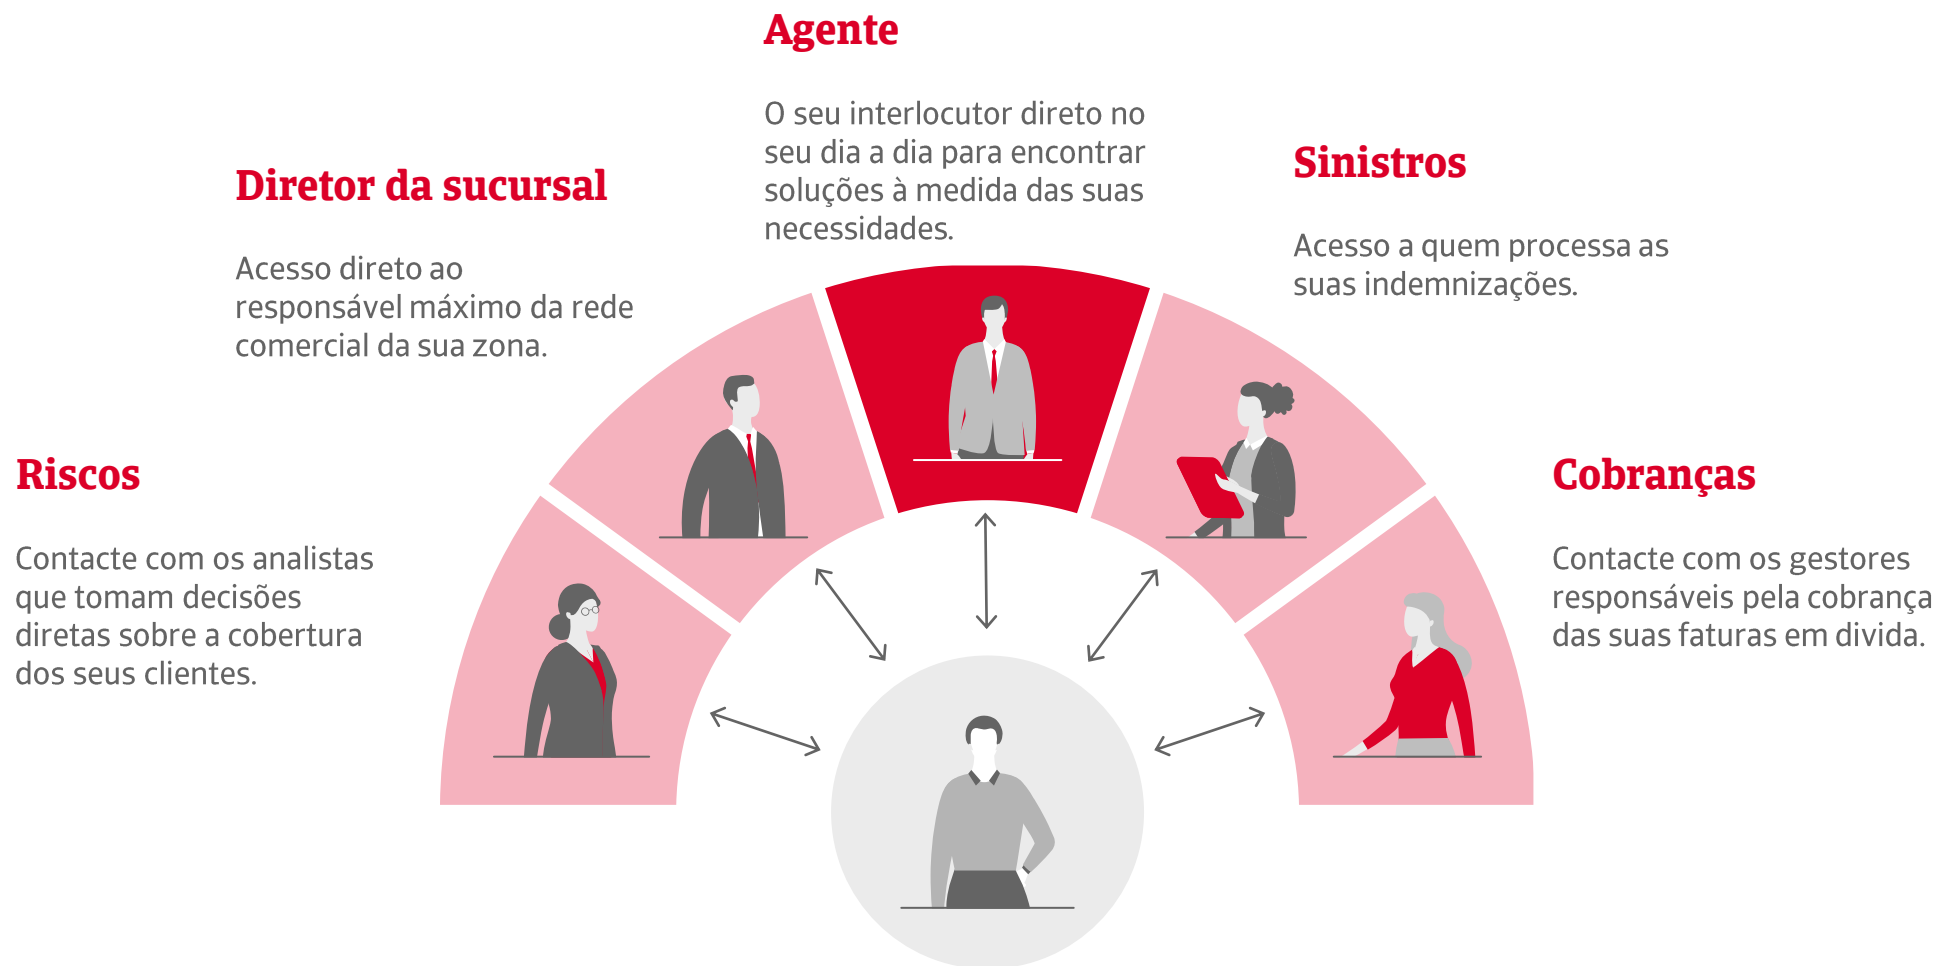 Agente
O seu interlocutor direto no
seu dia a dia para encontrar
soluções à medida das suas
necessidades.
Diretor da sucursal
Acesso direto ao
responsável máximo da rede
comercial da sua zona.
Sinistros
Acesso a quem processa as
suas indemnizações.
Riscos
Contacte com os analistas
que tomam decisões
diretas sobre a cobertura
dos seus clientes.
Cobranças
Contacte com os gestores
responsáveis pela cobrança
das suas faturas em divida.